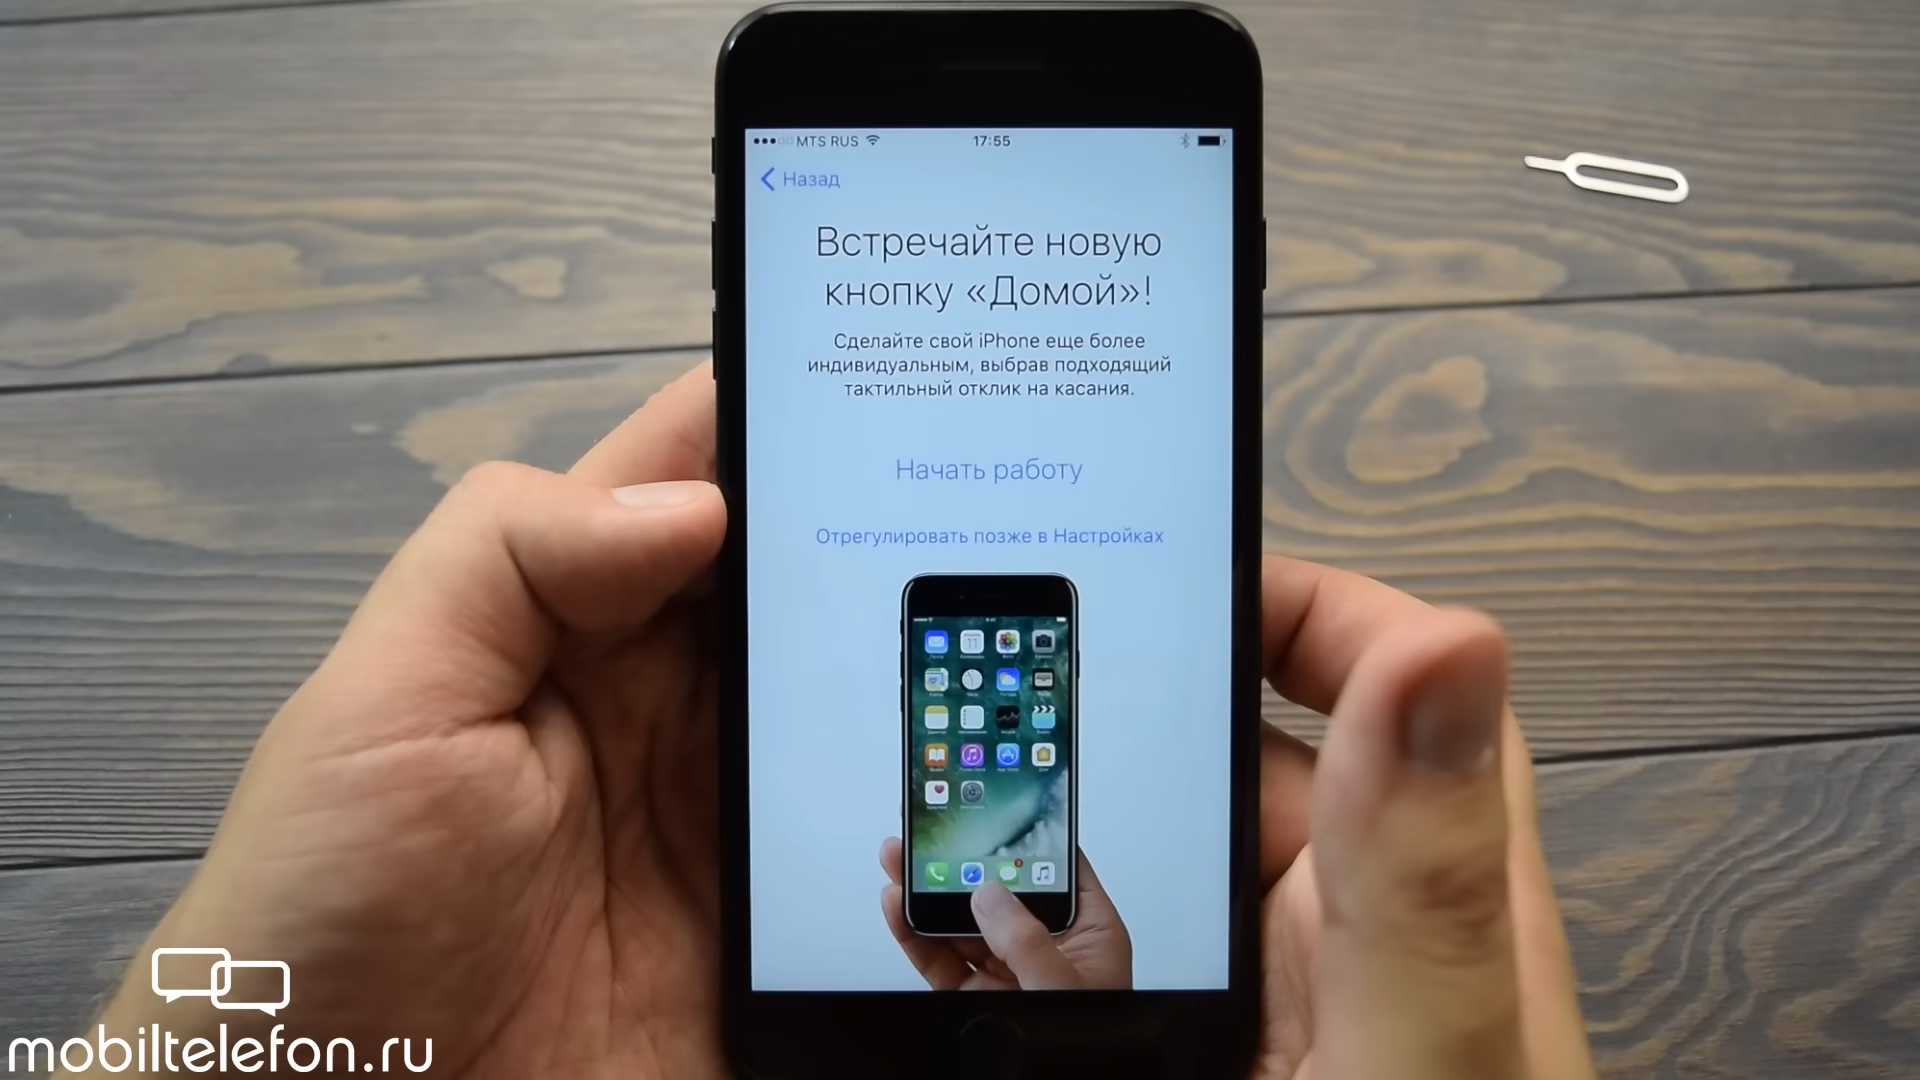 MTS RUS 17:55
Назад
Встречайте новую
кнопку «Домой»!
Сделайте свой iPhone еще более
индивидуальным, выбрав подходящий
тактильный отклик на касания.
Начать работу
Отрегулировать позже в Настройках
11
mobiltelefon.ru